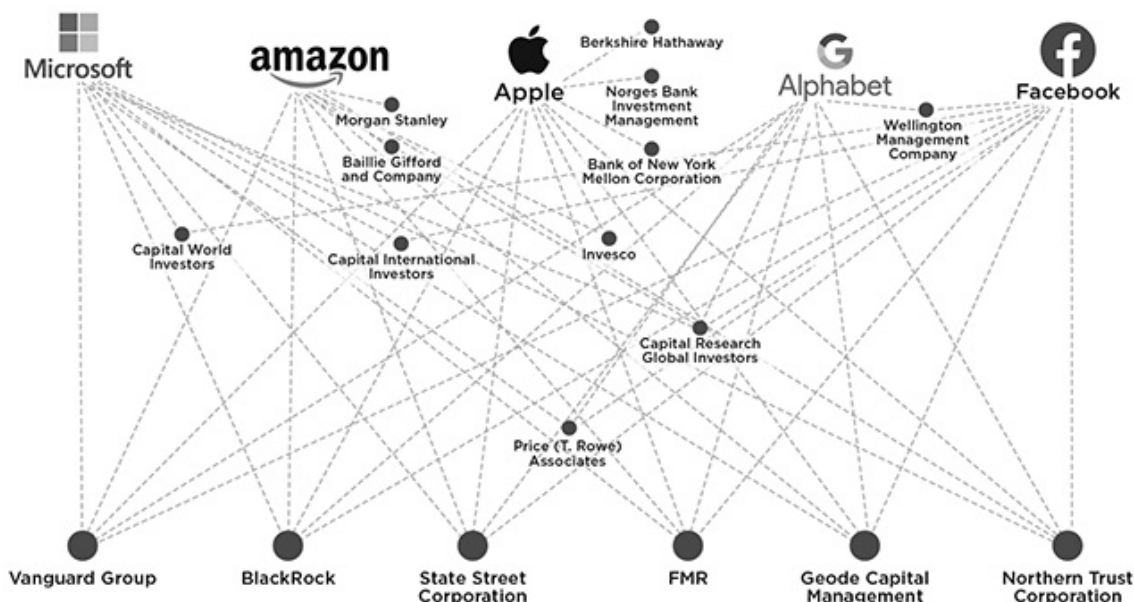 Microsoft
amazon
Apple
Alphabet
Facebook
Berkshire Hathaway
Norges Bank
Investment
Management
Morgan Stanley
Baillie Gifford
and Company
Bank of New York
Mellon Corporation
Wellington
Management
Company
Capital World
Investors
Capital International
Investors
Invesco
Capital Research
Global Investors
Price (T. Rowe)
Associates
Vanguard Group
BlackRock
State Street
Corporation
FMR
Geode Capital
Management
Northern Trust
Corporation